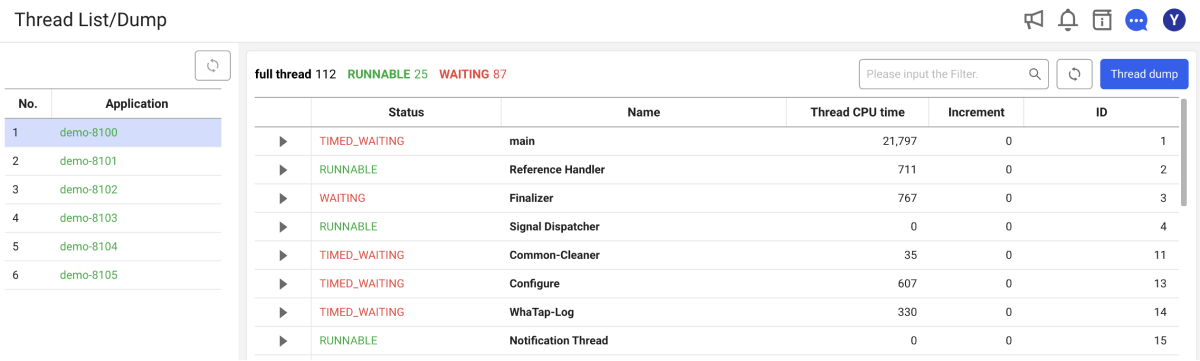 Thread List/Dump
Y
full thread 112 RUNNABLE 25 WAITING 87
Please input the Filter.
Thread dump
No. Application
1 demo-8100
2 demo-8101
3 demo-8102
4 demo-8103
5 demo-8104
6 demo-8105
Status Name Thread CPU time Increment ID
TIMED_WAITING main 21,797 0 1
RUNNABLE Reference Handler 711 0 2
WAITING Finalizer 767 0 3
RUNNABLE Signal Dispatcher 0 0 4
TIMED_WAITING Common-Cleaner 35 0 11
TIMED_WAITING Configure 607 0 13
TIMED_WAITING WhaTap-Log 330 0 14
RUNNABLE Notification Thread 0 0 15